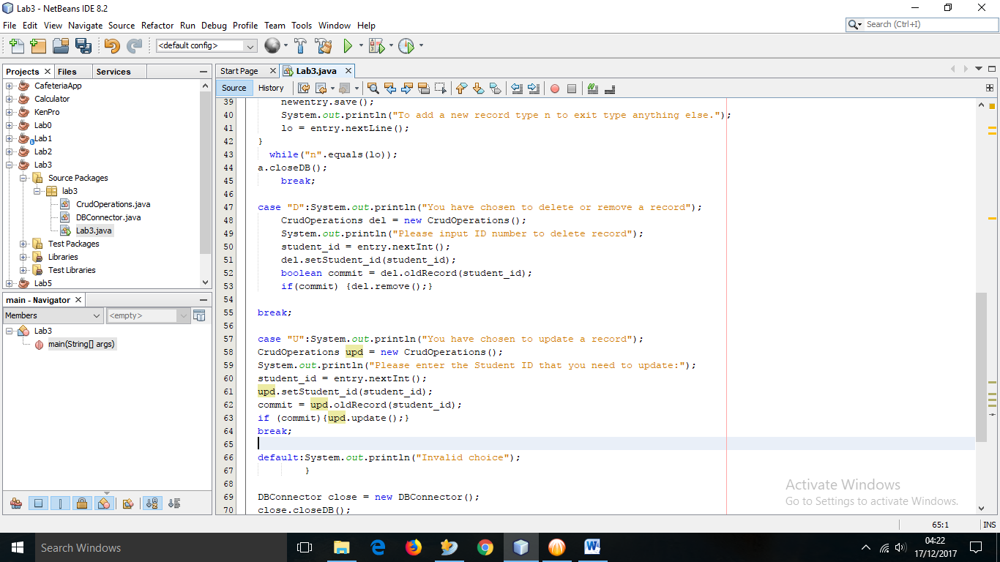 Lab3 - NetBeans IDE 8.2
File Edit View Navigate Source Refactor Run Debug Profile Team Tools Window Help
Search (Ctrl+I)
<default config>
Projects Files Services
CafeteriaApp
Calculator
KenPro
Lab0
Lab1
Lab2
Lab3
Source Packages
lab3
CrudOperations.java
DBConnector.java
Lab3.java
Test Packages
Libraries
Test Libraries
Lab5
main - Navigator
Members <empty>
Lab3
main(String[] args)
Start Page Lab3.java
Source History
39 newentry.save();
40 System.out.println("To add a new record type n to exit type anything else.");
41 lo = entry.nextLine();
42 }
43 while("n".equals(lo));
44 a.closeDB();
45 break;
46
47 case "D":System.out.println("You have chosen to delete or remove a record");
48 CrudOperations del = new CrudOperations();
49 System.out.println("Please input ID number to delete record");
50 student_id = entry.nextInt();
51 del.setStudent_id(student_id);
52 boolean commit = del.oldRecord(student_id);
53 if(commit) {del.remove();}
54
55 break;
56
57 case "U":System.out.println("You have chosen to update a record");
58 CrudOperations upd = new CrudOperations();
59 System.out.println("Please enter the Student ID that you need to update:");
60 student_id = entry.nextInt();
61 upd.setStudent_id(student_id);
62 commit = upd.oldRecord(student_id);
63 if (commit){upd.update();}
64 break;
65
66 default:System.out.println("Invalid choice");
67 }
68
69 DBConnector close = new DBConnector();
70 close.closeDB();
Activate Windows
Go to Settings to activate Windows.
65:1 INS
Search Windows
04:22
17/12/2017